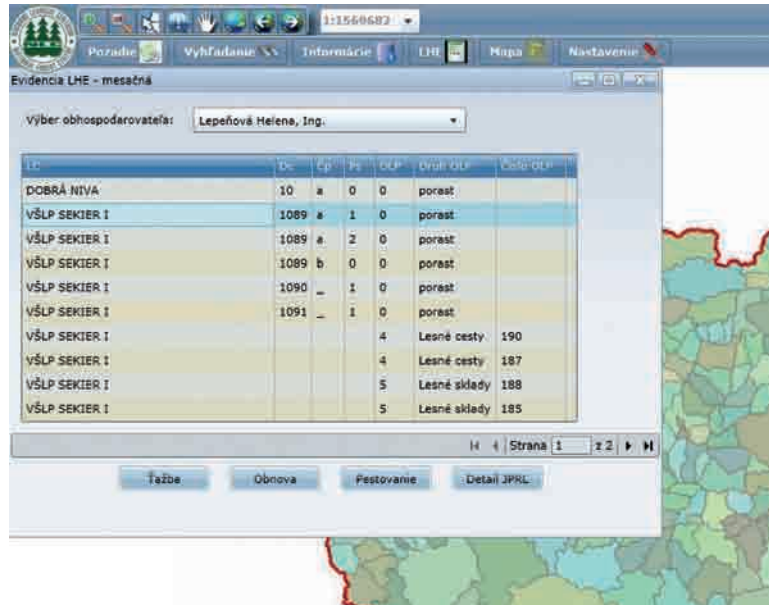 1:1560682
Pozadie Vyhľadanie Informácie LHE Mapa Nastavenie
Evidencia LHE - mesačná
Výber obhospodarovateľa: Lepeňová Helena, Ing.
LC Dc Čp Ps OLP Druh OLP Číslo OLP
DOBRÁ NIVA 10 a 0 0 porast
VŠLP SEKIER I 1089 a 1 0 porast
VŠLP SEKIER I 1089 a 2 0 porast
VŠLP SEKIER I 1089 b 0 0 porast
VŠLP SEKIER I 1090 _ 1 0 porast
VŠLP SEKIER I 1091 _ 1 0 porast
VŠLP SEKIER I 4 Lesné cesty 190
VŠLP SEKIER I 4 Lesné cesty 187
VŠLP SEKIER I 5 Lesné sklady 188
VŠLP SEKIER I 5 Lesné sklady 185
Strana 1 z 2
Ťažba Obnova Pestovanie Detail JPRL